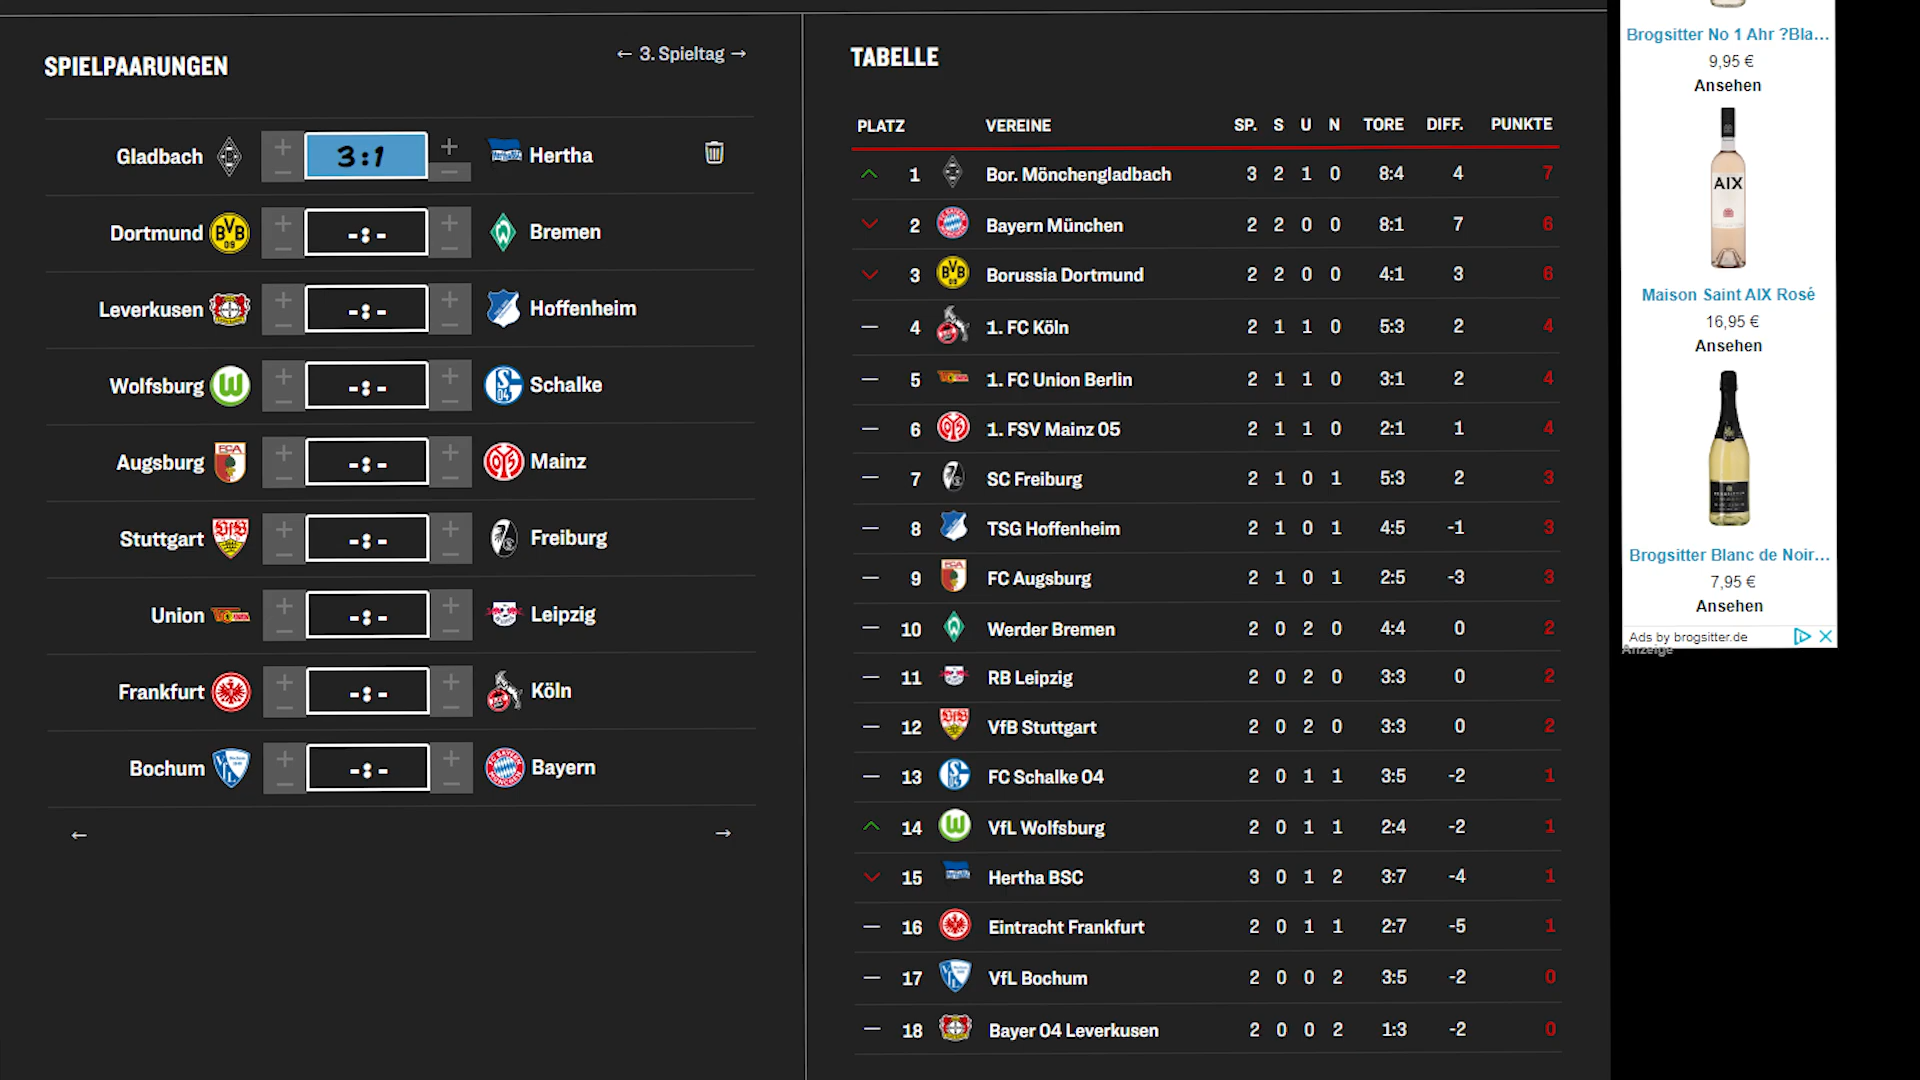 SPIELPAARUNGEN
← 3. Spieltag →
Gladbach + − 3:1 + − Hertha
Dortmund + − -:- + − Bremen
Leverkusen + − -:- + − Hoffenheim
Wolfsburg + − -:- + − Schalke
Augsburg + − -:- + − Mainz
Stuttgart + − -:- + − Freiburg
Union + − -:- + − Leipzig
Frankfurt + − -:- + − Köln
Bochum + − -:- + − Bayern
← →
TABELLE
PLATZ VEREINE SP. S U N TORE DIFF. PUNKTE
1 Bor. Mönchengladbach 3 2 1 0 8:4 4 7
2 Bayern München 2 2 0 0 8:1 7 6
3 Borussia Dortmund 2 2 0 0 4:1 3 6
— 4 1. FC Köln 2 1 1 0 5:3 2 4
— 5 1. FC Union Berlin 2 1 1 0 3:1 2 4
— 6 1. FSV Mainz 05 2 1 1 0 2:1 1 4
— 7 SC Freiburg 2 1 0 1 5:3 2 3
— 8 TSG Hoffenheim 2 1 0 1 4:5 -1 3
— 9 FC Augsburg 2 1 0 1 2:5 -3 3
— 10 Werder Bremen 2 0 2 0 4:4 0 2
— 11 RB Leipzig 2 0 2 0 3:3 0 2
— 12 VfB Stuttgart 2 0 2 0 3:3 0 2
— 13 FC Schalke 04 2 0 1 1 3:5 -2 1
14 VfL Wolfsburg 2 0 1 1 2:4 -2 1
15 Hertha BSC 3 0 1 2 3:7 -4 1
— 16 Eintracht Frankfurt 2 0 1 1 2:7 -5 1
— 17 VfL Bochum 2 0 0 2 3:5 -2 0
— 18 Bayer 04 Leverkusen 2 0 0 2 1:3 -2 0
Brogsitter No 1 Ahr ?Bla...
9,95 €
Ansehen
AIX
Maison Saint AIX Rosé
16,95 €
Ansehen
Brogsitter Blanc de Noir...
7,95 €
Ansehen
Ads by brogsitter.de
Anzeige